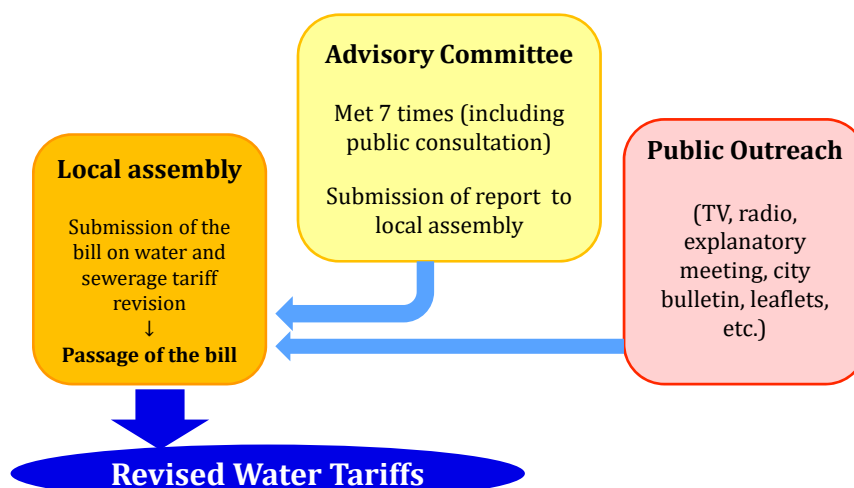 Advisory Committee
Met 7 times (including
public consultation)
Submission of report to
local assembly
Local assembly
Submission of the
bill on water and
sewerage tariff
revision
↓
Passage of the bill
Public Outreach
(TV, radio,
explanatory
meeting, city
bulletin, leaflets,
etc.)
Revised Water Tariffs